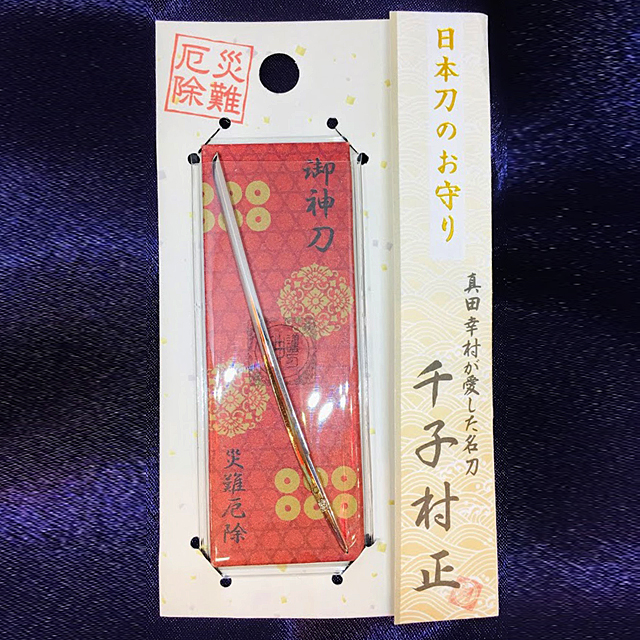 日本刀のお守り
真田幸村が愛した名刀
千子村正
災難
厄除
御神刀
災難厄除